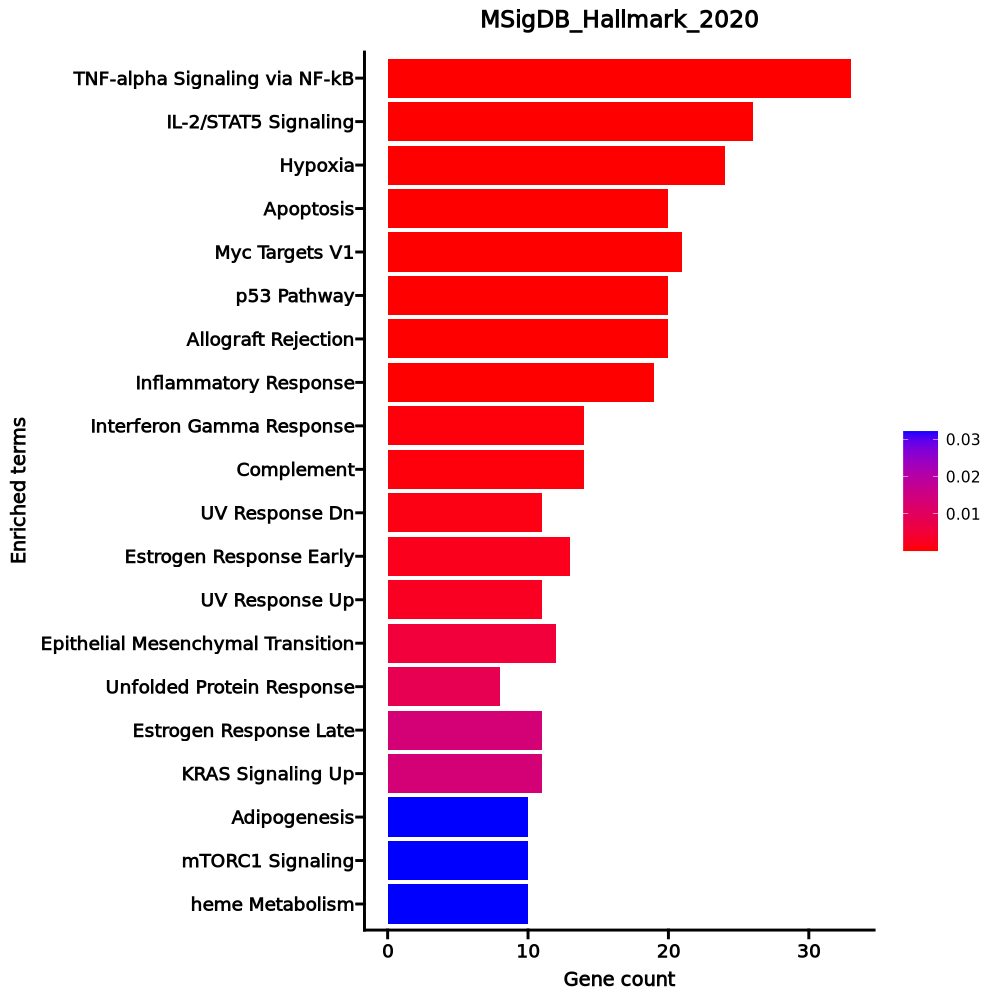 MSigDB_Hallmark_2020
TNF-alpha Signaling via NF-kB
IL-2/STAT5 Signaling
Hypoxia
Apoptosis
Myc Targets V1
p53 Pathway
Allograft Rejection
Inflammatory Response
Interferon Gamma Response
Complement
UV Response Dn
Estrogen Response Early
UV Response Up
Epithelial Mesenchymal Transition
Unfolded Protein Response
Estrogen Response Late
KRAS Signaling Up
Adipogenesis
mTORC1 Signaling
heme Metabolism
Enriched terms
0 10 20 30
Gene count
0.03
0.02
0.01